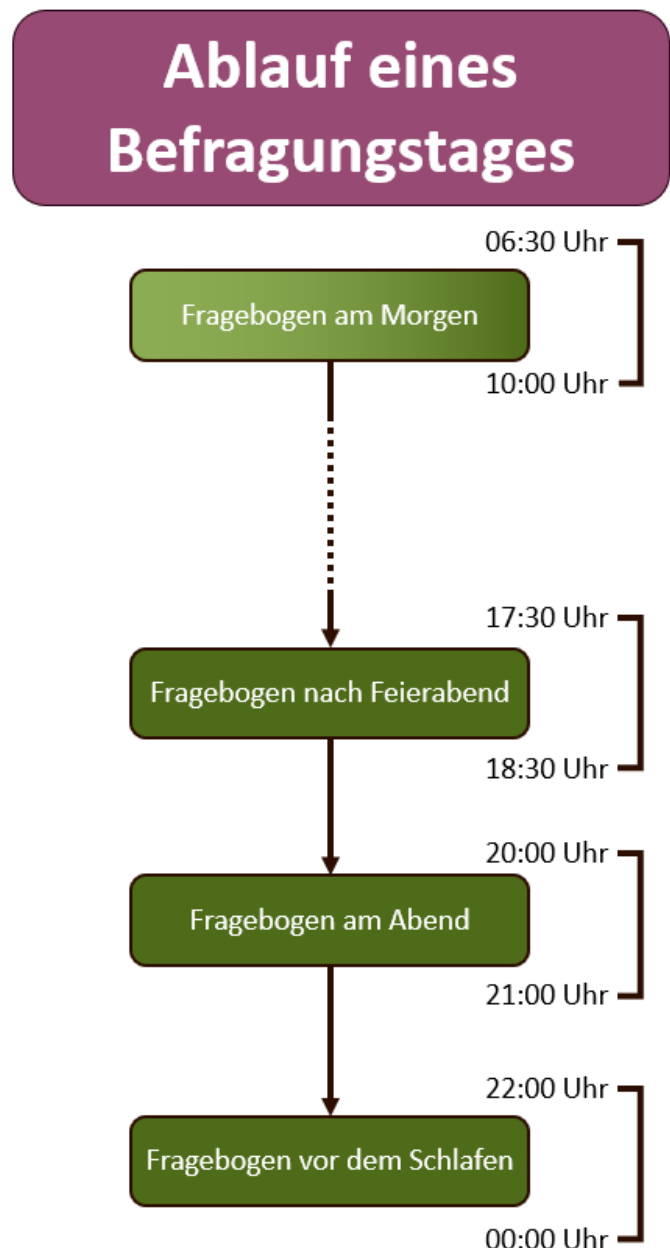 Ablauf eines
Befragungstages
06:30 Uhr
Fragebogen am Morgen
10:00 Uhr
17:30 Uhr
Fragebogen nach Feierabend
18:30 Uhr
20:00 Uhr
Fragebogen am Abend
21:00 Uhr
22:00 Uhr
Fragebogen vor dem Schlafen
00:00 Uhr